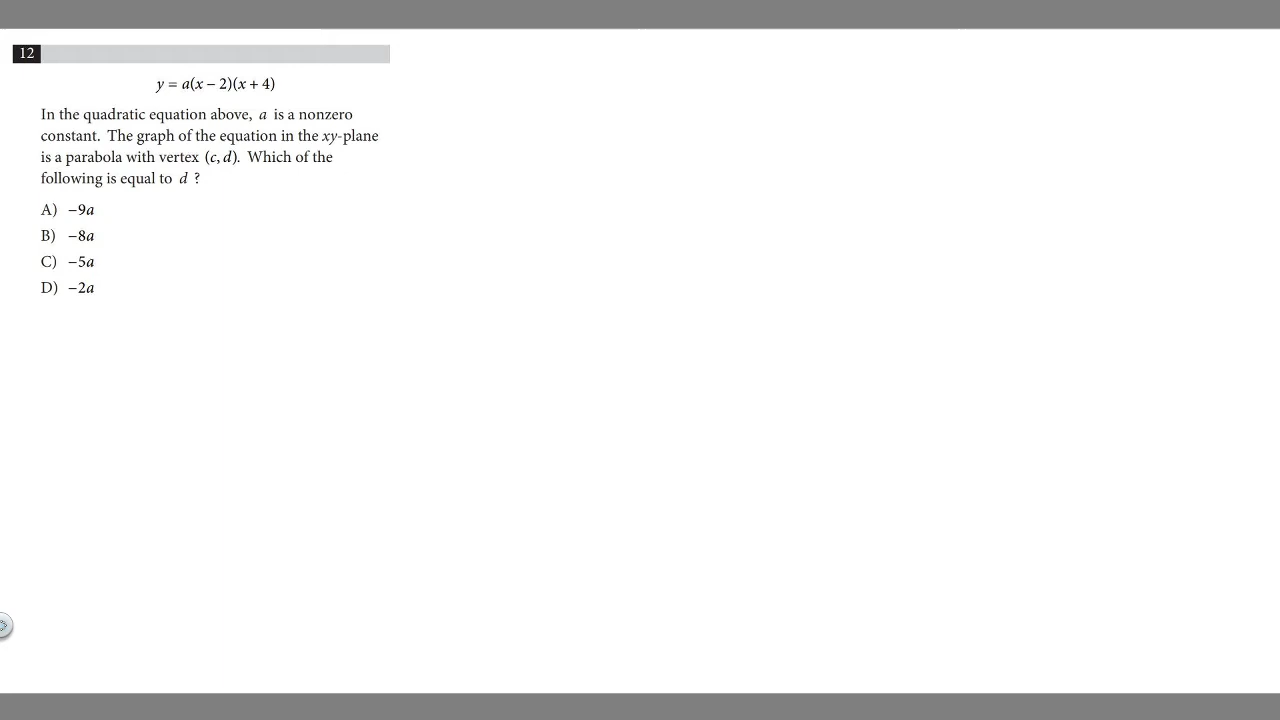 12
y = a(x − 2)(x + 4)
In the quadratic equation above, a is a nonzero
constant. The graph of the equation in the xy-plane
is a parabola with vertex (c, d). Which of the
following is equal to d ?
A) −9a
B) −8a
C) −5a
D) −2a